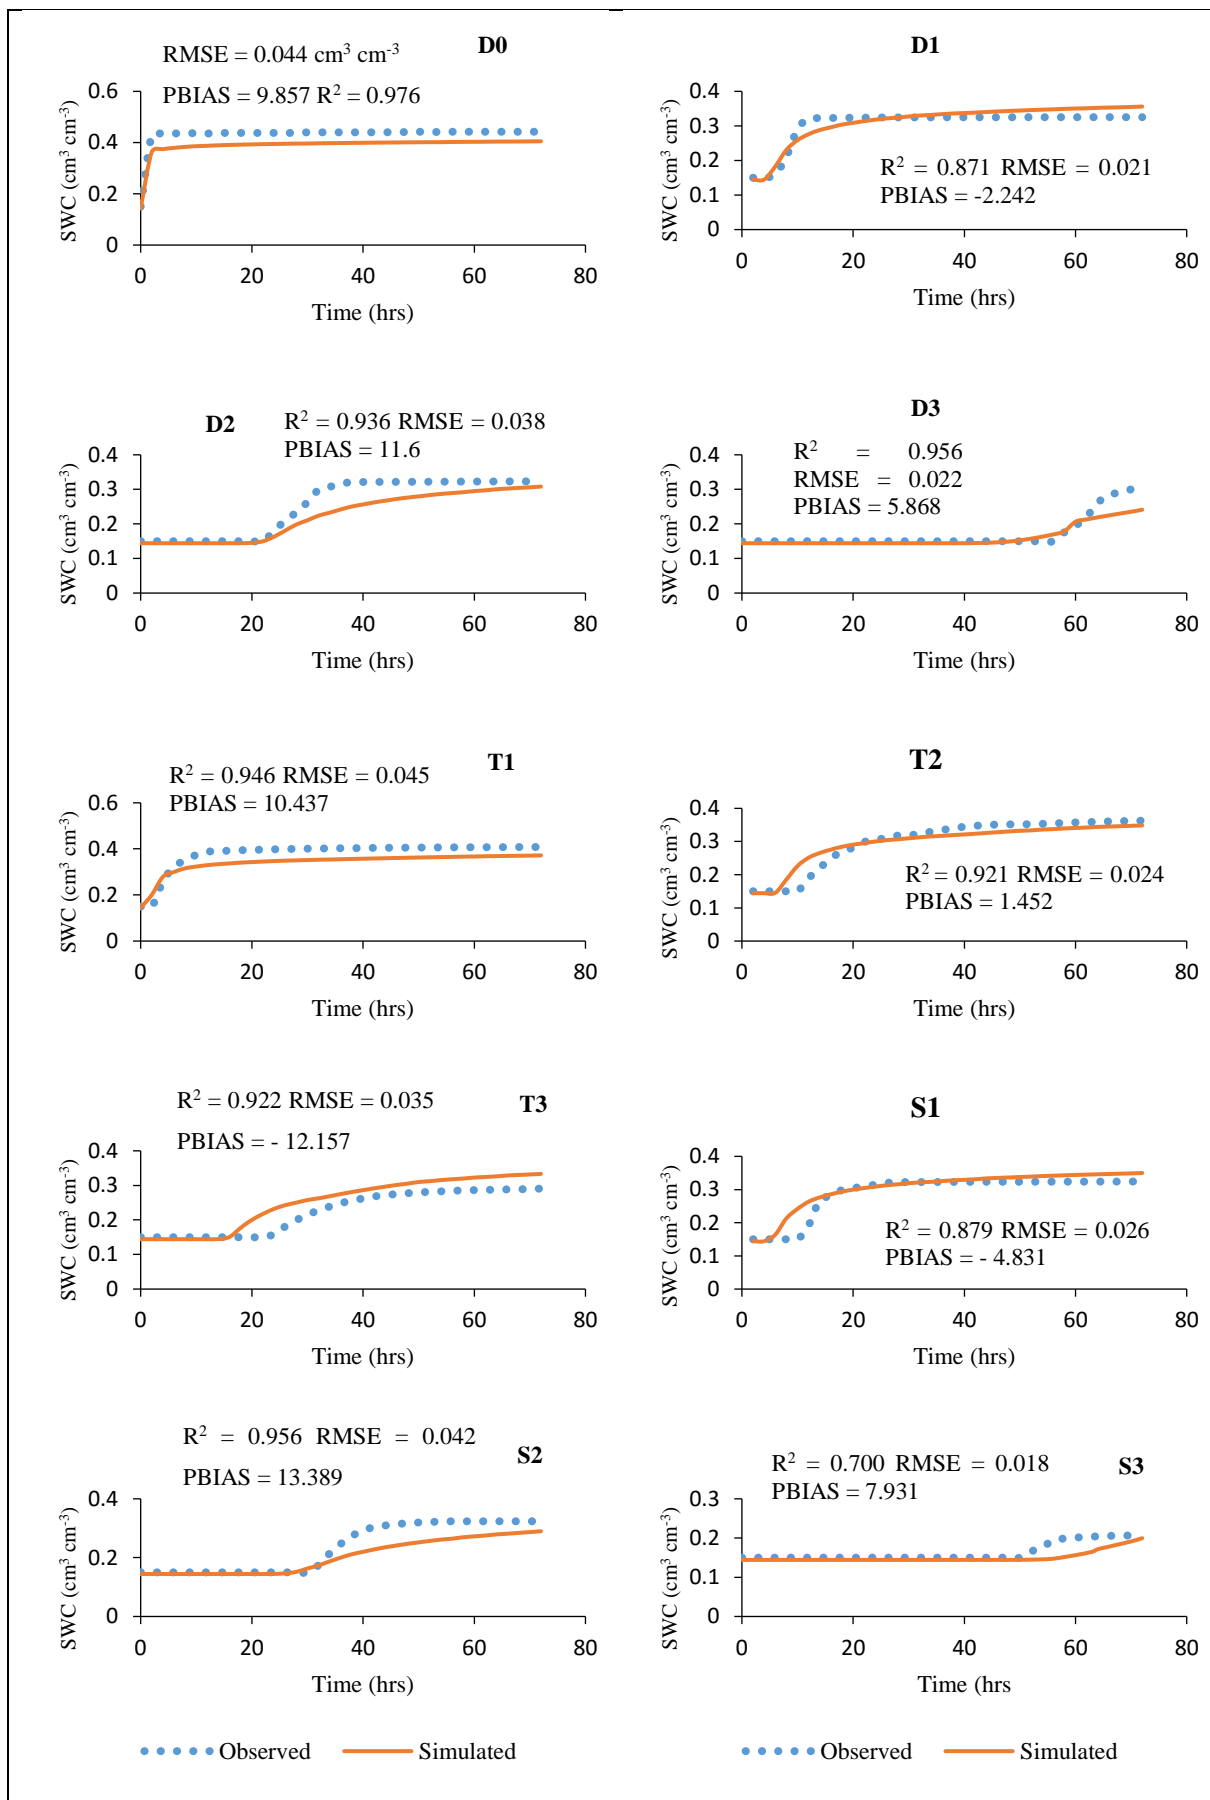 RMSE = 0.044 cm³ cm⁻³
D0
PBIAS = 9.857 R² = 0.976
SWC (cm³ cm⁻³)
0.6
0.4
0.2
0
0 20 40 60 80
Time (hrs)
D1
SWC (cm³ cm⁻³)
0.4
0.3
0.2
0.1
0
R² = 0.871 RMSE = 0.021
PBIAS = -2.242
0 20 40 60 80
Time (hrs)
D2
R² = 0.936 RMSE = 0.038
PBIAS = 11.6
SWC (cm³ cm⁻³)
0.4
0.3
0.2
0.1
0
0 20 40 60 80
Time (hrs)
D3
R² = 0.956
RMSE = 0.022
PBIAS = 5.868
SWC (cm³ cm⁻³)
0.4
0.3
0.2
0.1
0
0 20 40 60 80
Time (hrs)
T1
R² = 0.946 RMSE = 0.045
PBIAS = 10.437
SWC (cm³ cm⁻³)
0.6
0.4
0.2
0
0 20 40 60 80
Time (hrs)
T2
SWC (cm³ cm⁻³)
0.4
0.3
0.2
0.1
0
R² = 0.921 RMSE = 0.024
PBIAS = 1.452
0 20 40 60 80
Time (hrs)
R² = 0.922 RMSE = 0.035
T3
PBIAS = - 12.157
SWC (cm³ cm⁻³)
0.4
0.3
0.2
0.1
0
0 20 40 60 80
Time (hrs)
S1
SWC (cm³ cm⁻³)
0.4
0.3
0.2
0.1
0
R² = 0.879 RMSE = 0.026
PBIAS = - 4.831
0 20 40 60 80
Time (hrs)
R² = 0.956 RMSE = 0.042
S2
PBIAS = 13.389
SWC (cm³ cm⁻³)
0.4
0.2
0
0 20 40 60 80
Time (hrs)
R² = 0.700 RMSE = 0.018
S3
PBIAS = 7.931
SWC (cm³ cm⁻³)
0.3
0.2
0.1
0
0 20 40 60 80
Time (hrs
Observed Simulated
Observed Simulated